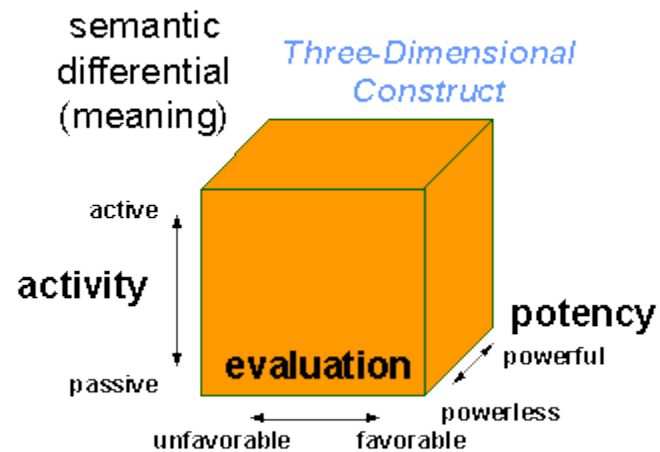 semantic
differential
(meaning)
Three-Dimensional
Construct
active
activity
passive
evaluation
unfavorable
favorable
potency
powerful
powerless